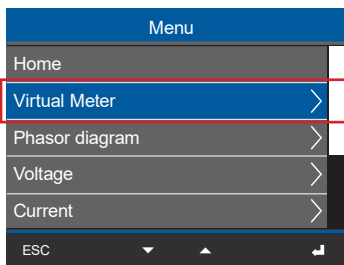 Menu
Home
Virtual Meter
Phasor diagram
Voltage
Current
ESC